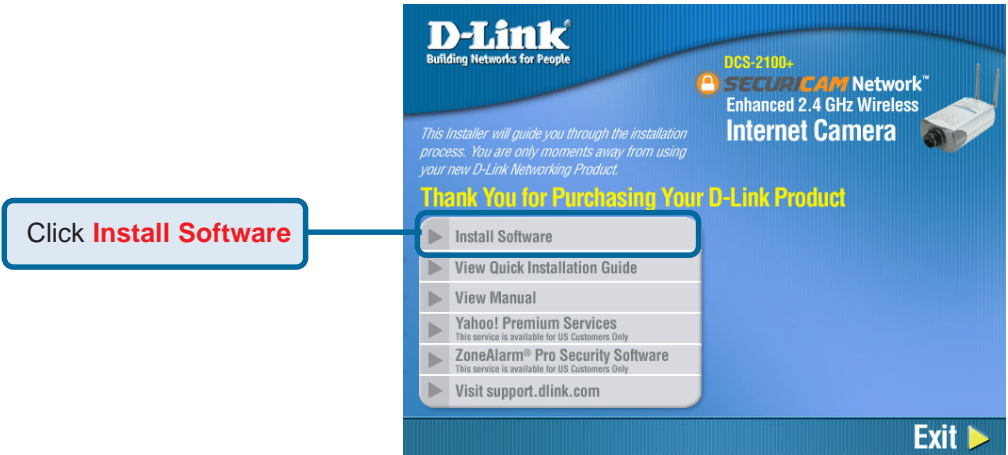 D-Link
Building Networks for People
DCS-2100+
SECURICAM Network™
Enhanced 2.4 GHz Wireless
Internet Camera
This Installer will guide you through the installation
process. You are only moments away from using
your new D-Link Networking Product.
Thank You for Purchasing Your D-Link Product
Click Install Software
Install Software
View Quick Installation Guide
View Manual
Yahoo! Premium Services
This service is available for US Customers Only
ZoneAlarm® Pro Security Software
This service is available for US Customers Only
Visit support.dlink.com
Exit